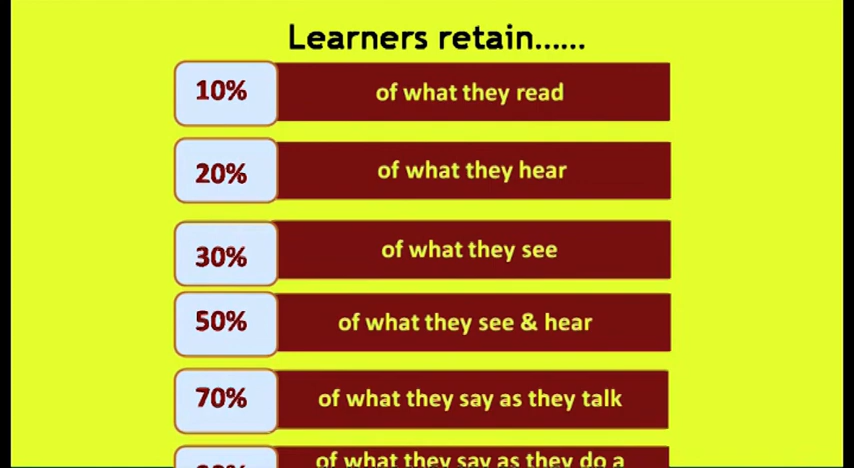 Learners retain......
10% of what they read
20% of what they hear
30% of what they see
50% of what they see & hear
70% of what they say as they talk
of what they say as they do a